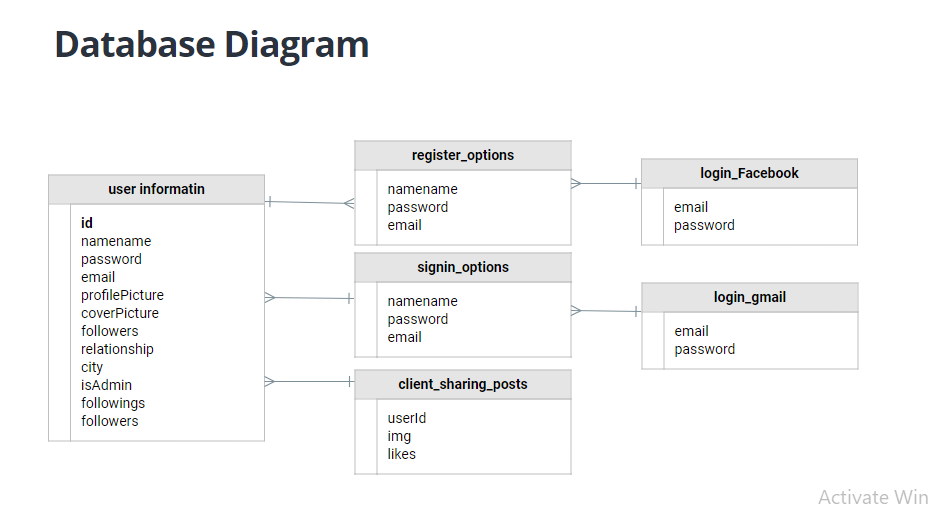 Database Diagram
user informatin
id
namename
password
email
profilePicture
coverPicture
followers
relationship
city
isAdmin
followings
followers
register_options
namename
password
email
signin_options
namename
password
email
client_sharing_posts
userId
img
likes
login_Facebook
email
password
login_gmail
email
password
Activate Win